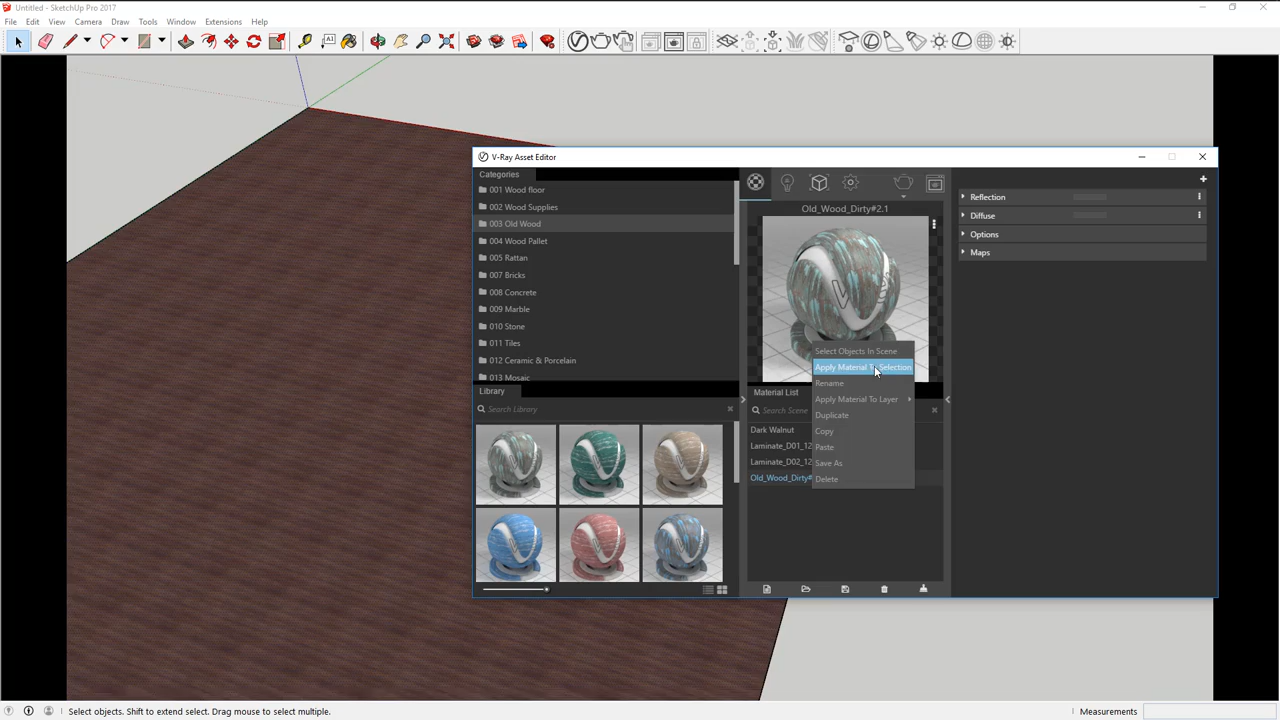 Untitled - SketchUp Pro 2017
File Edit View Camera Draw Tools Window Extensions Help
V-Ray Asset Editor
Categories
001 Wood floor
002 Wood Supplies
003 Old Wood
004 Wood Pallet
005 Rattan
007 Bricks
008 Concrete
009 Marble
010 Stone
011 Tiles
012 Ceramic & Porcelain
013 Mosaic
Library
Search Library
Old_Wood_Dirty#2.1
Select Objects In Scene
Apply Material To Selection
Rename
Apply Material To Layer
Duplicate
Copy
Paste
Save As
Delete
Material List
Search Scene
Dark Walnut
Laminate_D01_12
Laminate_D02_12
Old_Wood_Dirty#
Reflection
Diffuse
Options
Maps
Select objects. Shift to extend select. Drag mouse to select multiple.
Measurements